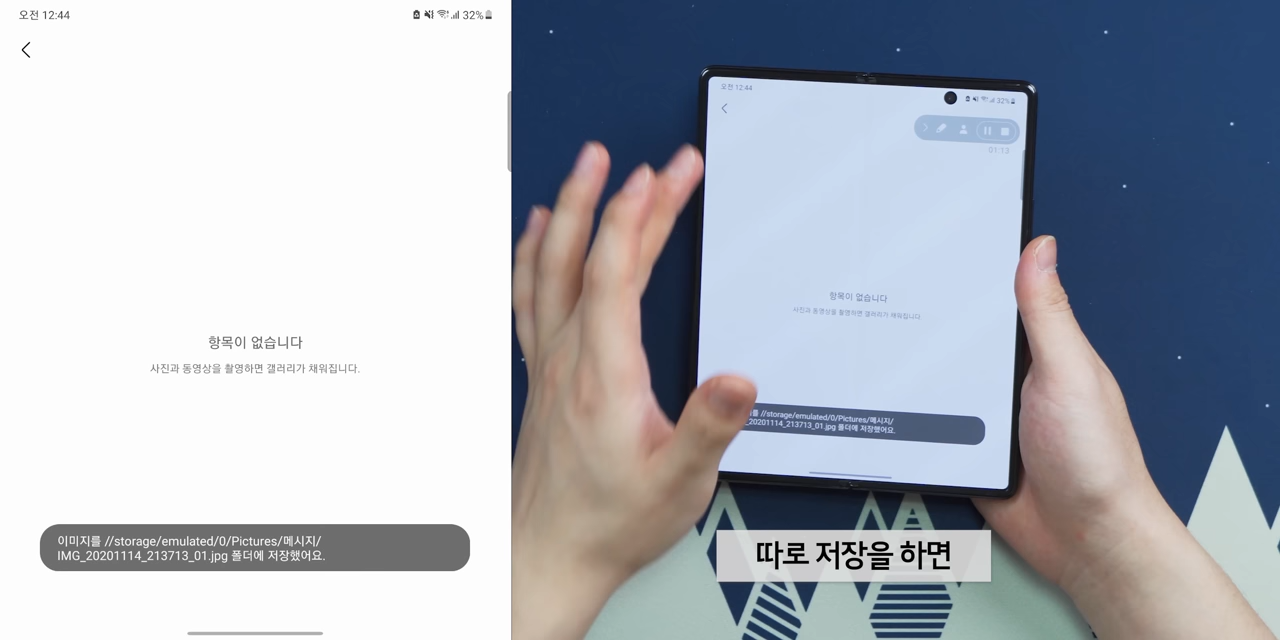 오전 12:44
32%
항목이 없습니다
사진과 동영상을 촬영하면 갤러리가 채워집니다.
이미지를 //storage/emulated/0/Pictures/메시지/
IMG_20201114_213713_01.jpg 폴더에 저장했어요.
오전 12:44
32%
01:13
항목이 없습니다
사진과 동영상을 촬영하면 갤러리가 채워집니다.
를 //storage/emulated/0/Pictures/메시지/
_20201114_213713_01.jpg 폴더에 저장했어요.
따로 저장을 하면